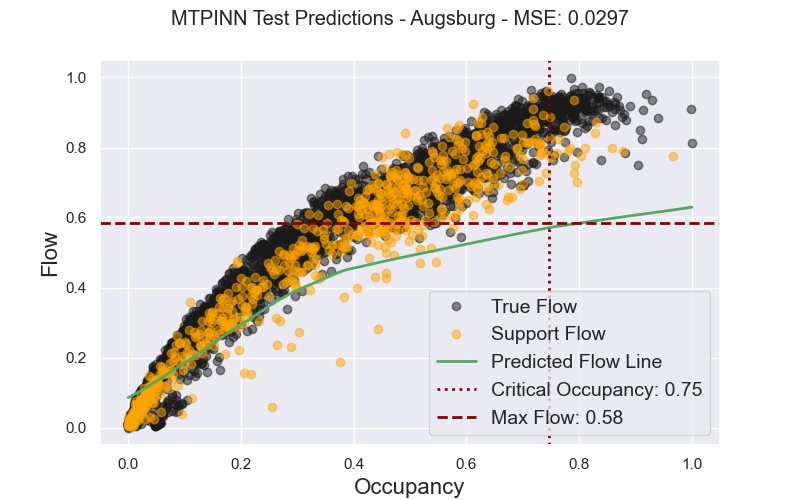 MTPINN Test Predictions - Augsburg - MSE: 0.0297
1.0
0.8
0.6
0.4
0.2
0.0
Flow
True Flow
Support Flow
Predicted Flow Line
Critical Occupancy: 0.75
Max Flow: 0.58
0.0 0.2 0.4 0.6 0.8 1.0
Occupancy